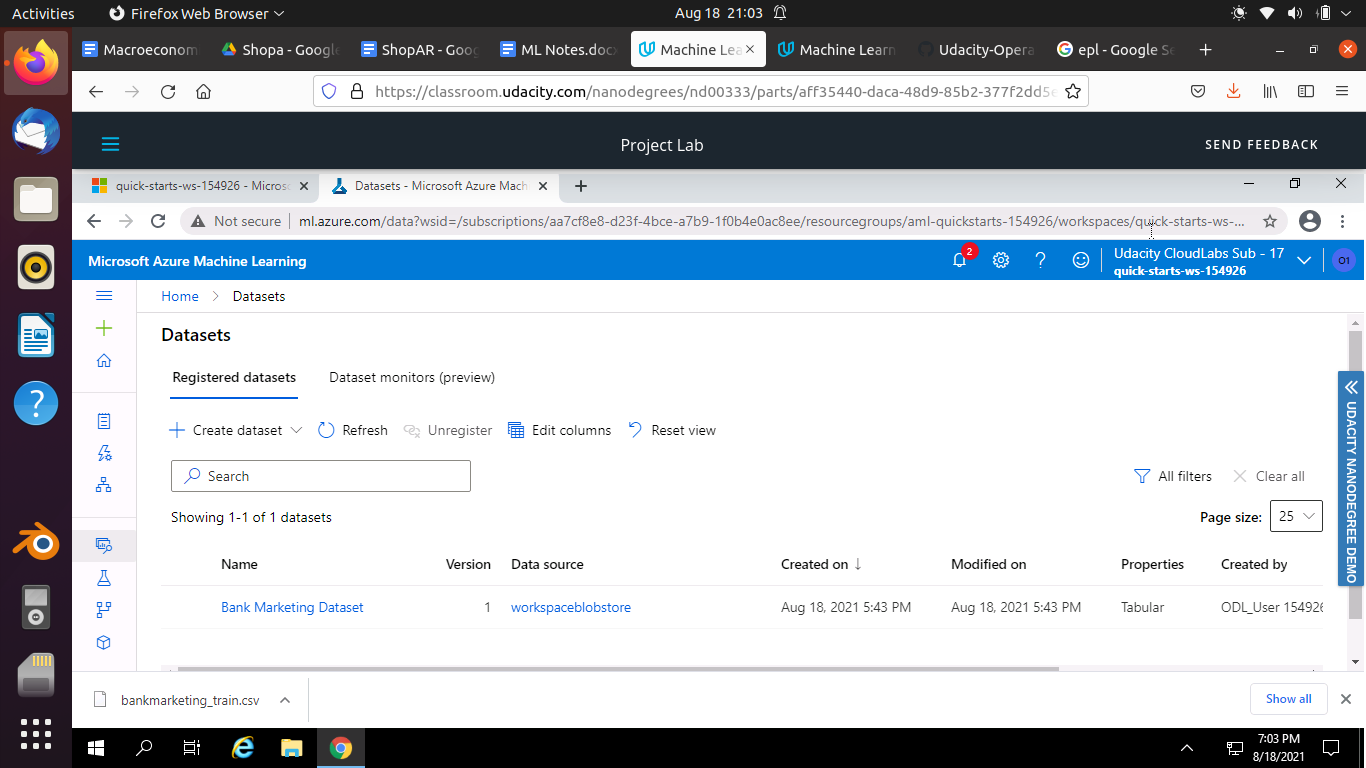 Activities
Firefox Web Browser
Aug 18 21:03
Macroeconom
Shopa - Google
ShopAR - Goog
ML Notes.docx
Machine Lea
Machine Learn
Udacity-Opera
epl - Google Se
https://classroom.udacity.com/nanodegrees/nd00333/parts/aff35440-daca-48d9-85b2-377f2dd5e
Project Lab
SEND FEEDBACK
quick-starts-ws-154926 - Microso
Datasets - Microsoft Azure Mach
Not secure
ml.azure.com/data?wsid=/subscriptions/aa7cf8e8-d23f-4bce-a7b9-1f0b4e0ac8ee/resourcegroups/aml-quickstarts-154926/workspaces/quick-starts-ws-...
Microsoft Azure Machine Learning
2
Udacity CloudLabs Sub - 17
quick-starts-ws-154926
O1
Home > Datasets
Datasets
Registered datasets
Dataset monitors (preview)
Create dataset
Refresh
Unregister
Edit columns
Reset view
Search
All filters
Clear all
Showing 1-1 of 1 datasets
Page size: 25
Name Version Data source Created on ↓ Modified on Properties Created by
Bank Marketing Dataset 1 workspaceblobstore Aug 18, 2021 5:43 PM Aug 18, 2021 5:43 PM Tabular ODL_User 154926
UDACITY NANODEGREE DEMO
bankmarketing_train.csv
Show all
7:03 PM
8/18/2021